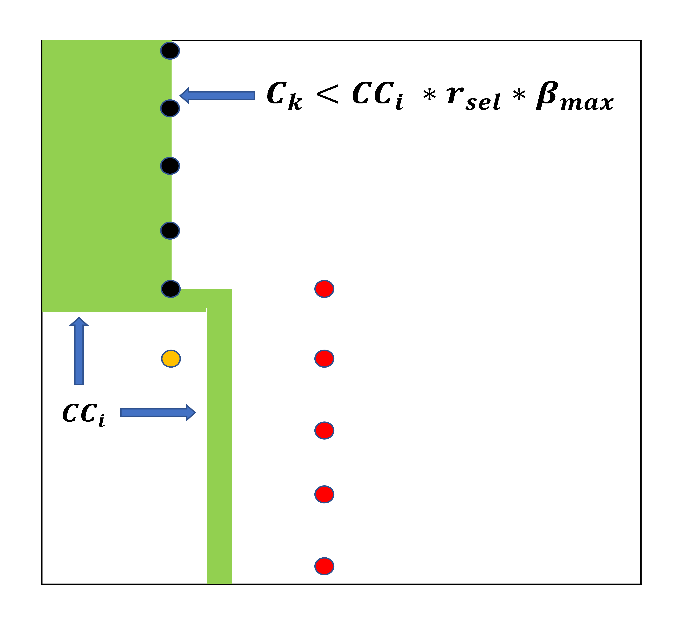 C_k < CC_i * r_sel * β_max
CC_i